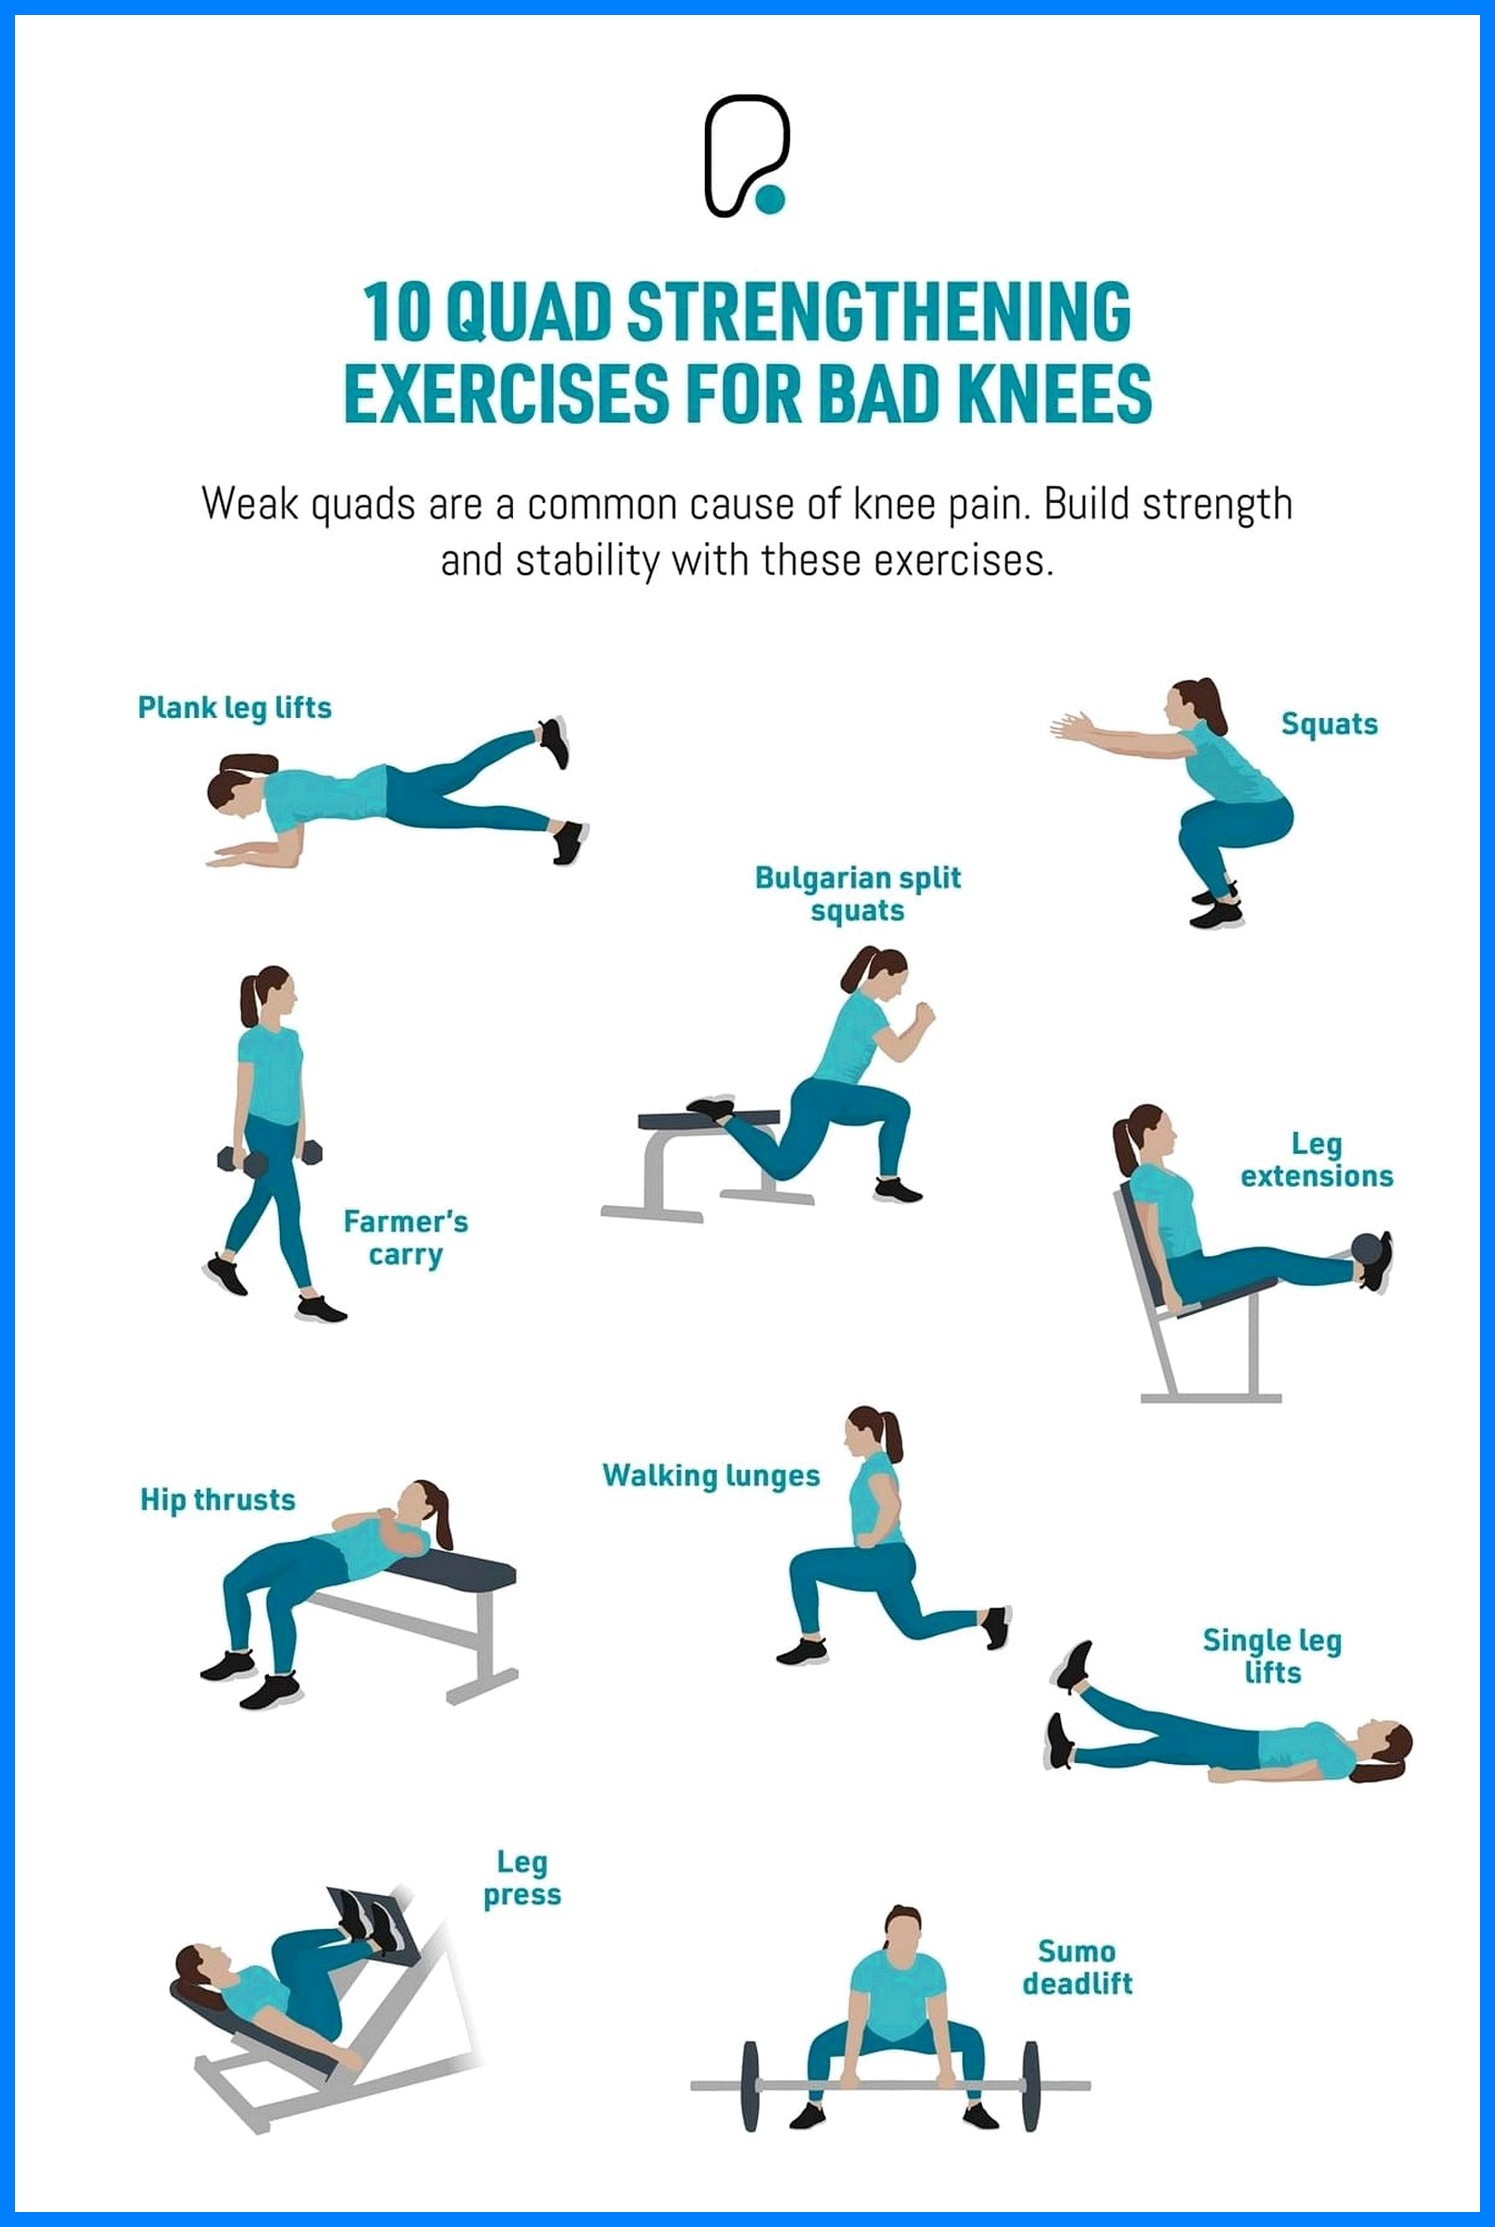 10 QUAD STRENGTHENING
EXERCISES FOR BAD KNEES
Weak quads are a common cause of knee pain. Build strength
and stability with these exercises.
Plank leg lifts
Squats
Bulgarian split
squats
Farmer's
carry
Leg
extensions
Hip thrusts
Walking lunges
Single leg
lifts
Leg
press
Sumo
deadlift